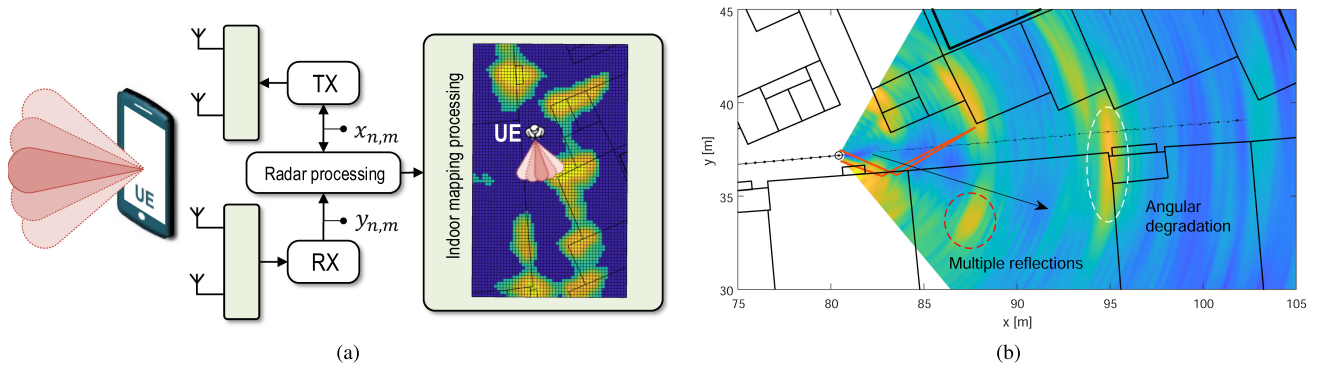 UE
TX
x_{n,m}
Radar processing
y_{n,m}
RX
Indoor mapping processing
UE
(a)
45
40
35
30
y [m]
75 80 85 90 95 100 105
x [m]
Multiple reflections
Angular
degradation
(b)